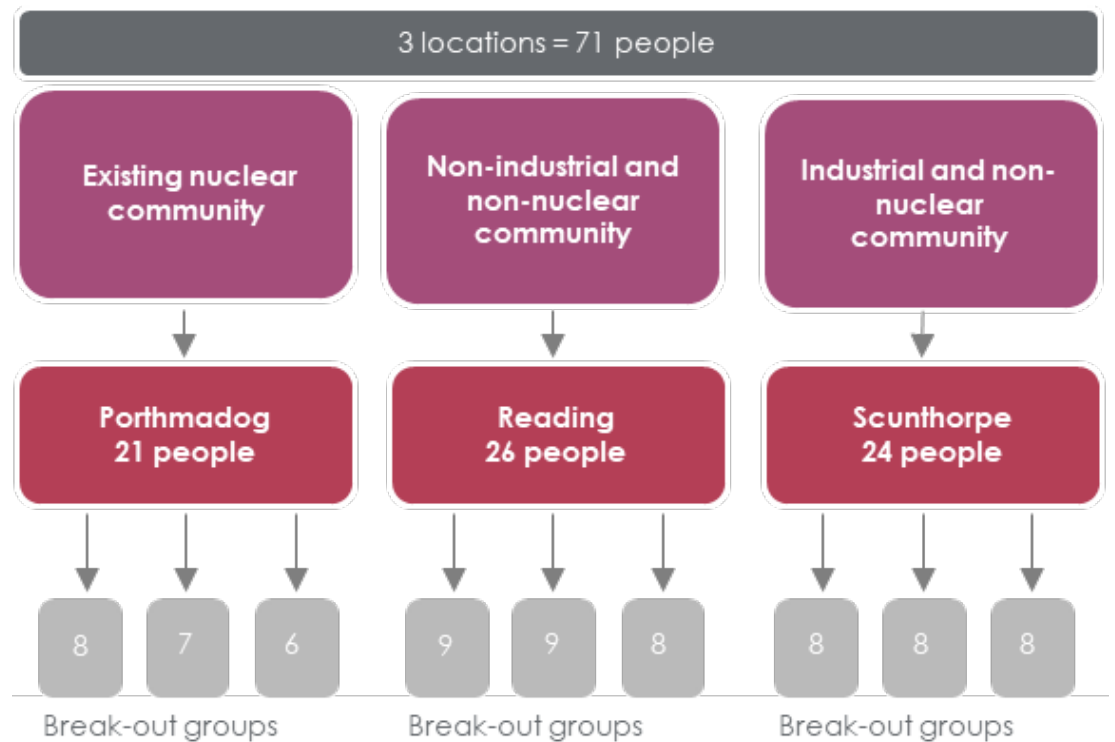 3 locations = 71 people
Existing nuclear
community
Non-industrial and
non-nuclear
community
Industrial and non-
nuclear
community
Porthmadog
21 people
Reading
26 people
Scunthorpe
24 people
8
7
6
9
9
8
8
8
8
Break-out groups
Break-out groups
Break-out groups